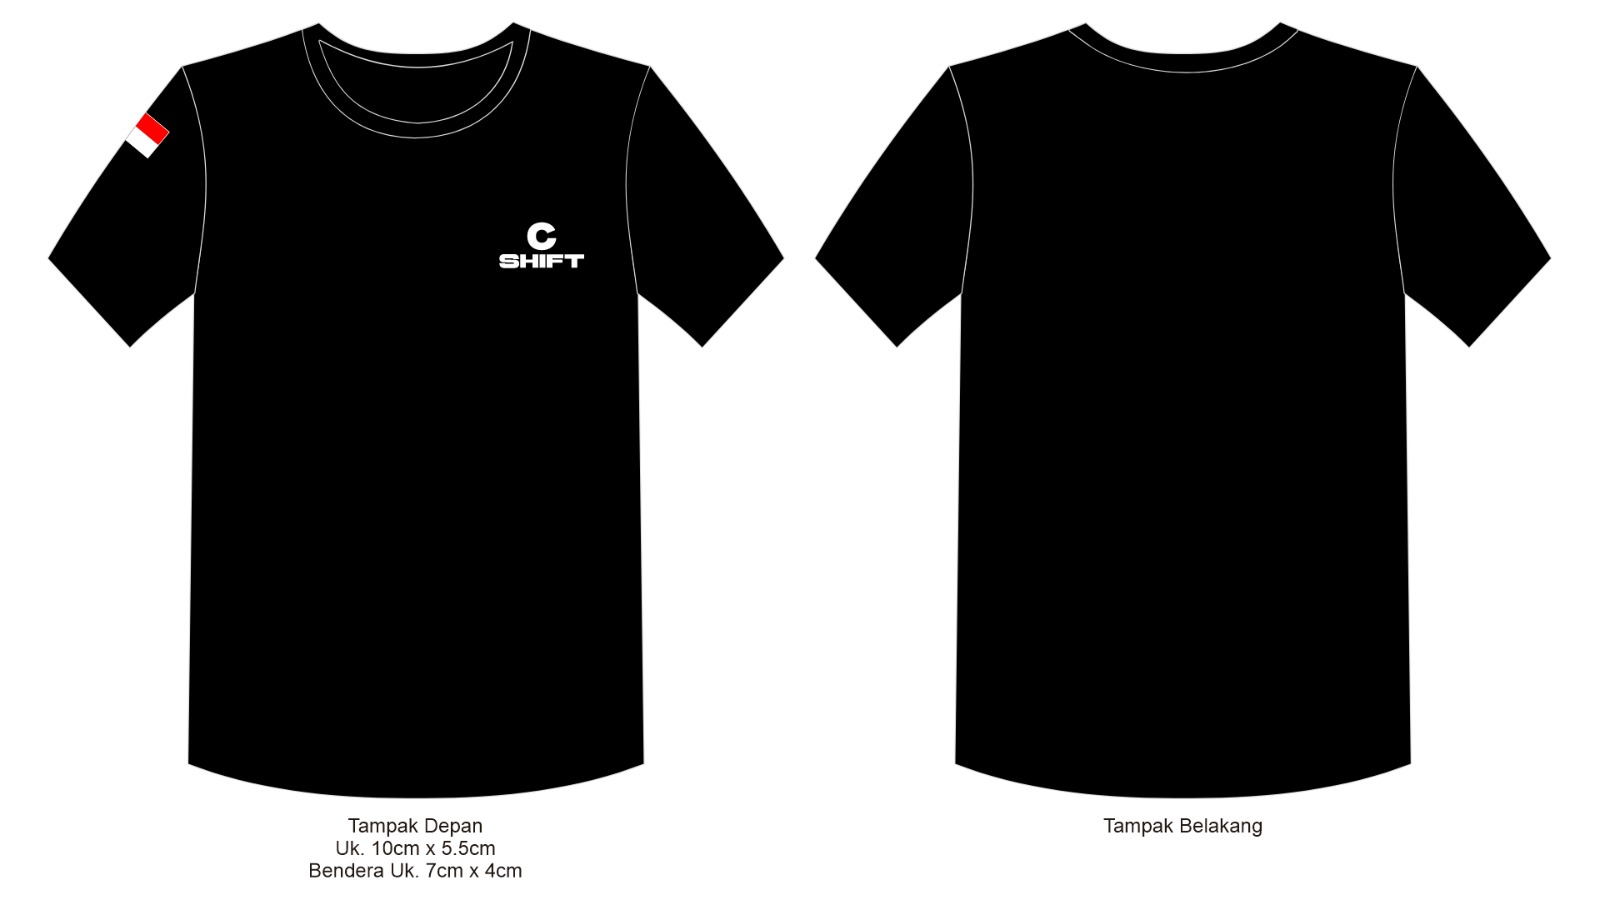 C
SHIFT
Tampak Depan
Uk. 10cm x 5.5cm
Bendera Uk. 7cm x 4cm
Tampak Belakang